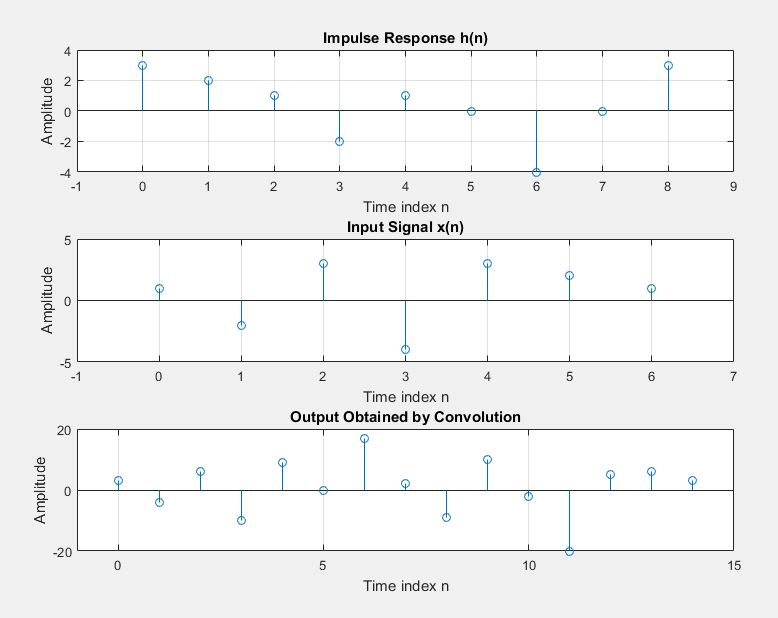 Impulse Response h(n)
4
2
0
-2
-4
Amplitude
-1 0 1 2 3 4 5 6 7 8 9
Time index n
Input Signal x(n)
5
0
-5
Amplitude
-1 0 1 2 3 4 5 6 7
Time index n
Output Obtained by Convolution
20
0
-20
Amplitude
0 5 10 15
Time index n